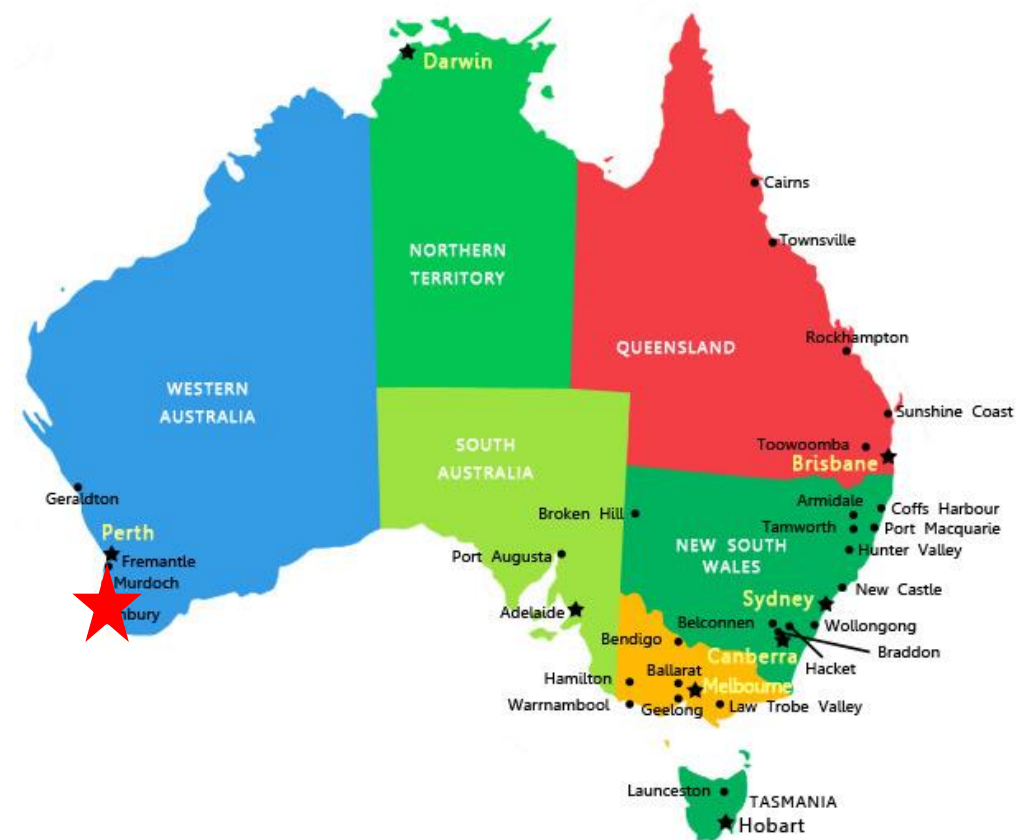 Darwin
Cairns
NORTHERN
TERRITORY
Townsville
QUEENSLAND
Rockhampton
WESTERN
AUSTRALIA
Sunshine Coast
SOUTH
AUSTRALIA
Toowoomba
Brisbane
Geraldton
Armidale
Coffs Harbour
Broken Hill
Tamworth
Port Macquarie
Perth
NEW SOUTH
WALES
Hunter Valley
Port Augusta
Fremantle
Murdoch
New Castle
Sydney
Adelaide
nbury
Belconnen
Wollongong
Bendigo
Braddon
Canberra
Hacket
Ballarat
Hamilton
Melbourne
Warrnambool
Geelong
Law Trobe Valley
Launceston
TASMANIA
Hobart